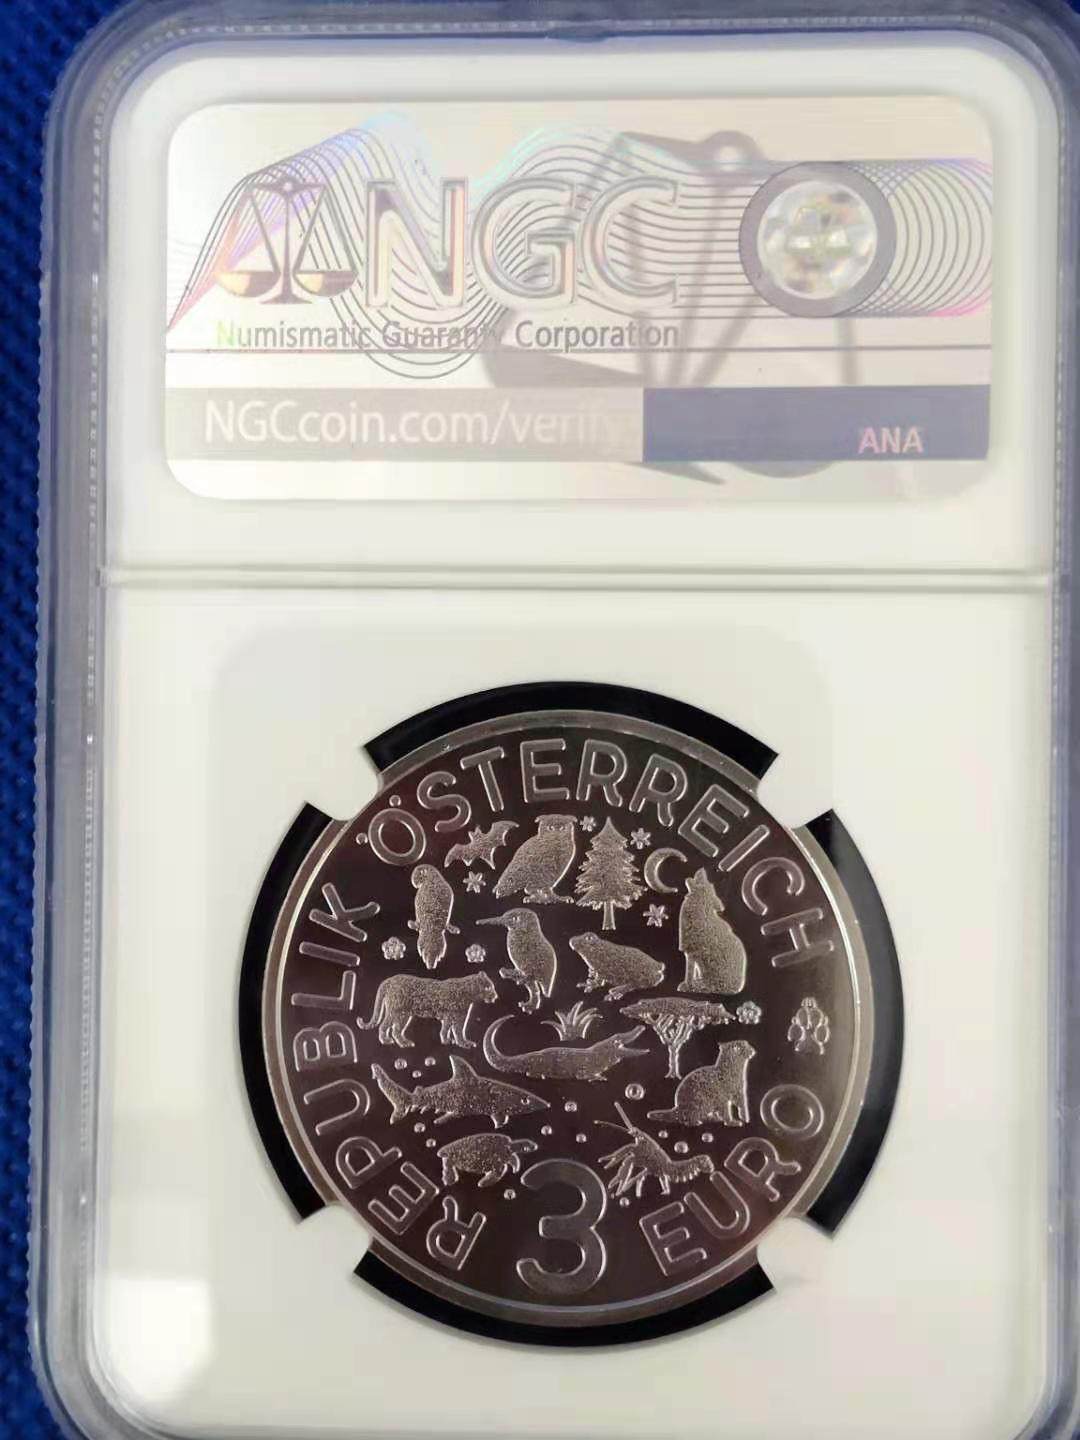 NGC
Numismatic Guaranty Corporation
NGCcoin.com/verify
ANA
REPUBLIK ÖSTERREICH
3 EURO